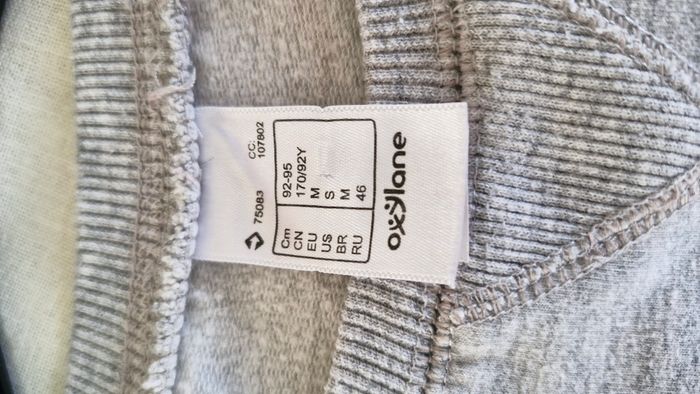 75083 CC:
107802
Cm 92-95
CN 170/92Y
EU M
US S
BR M
RU 46
oxylane